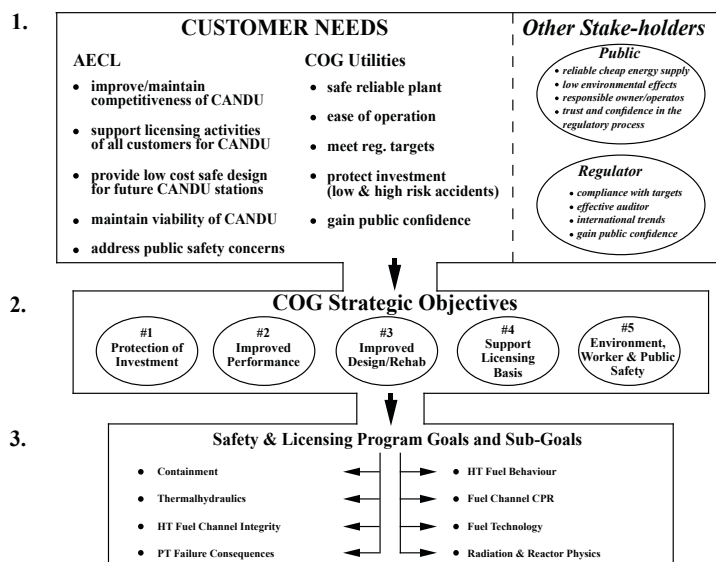 1.
CUSTOMER NEEDS
AECL
• improve/maintain
competitiveness of CANDU
• support licensing activities
of all customers for CANDU
• provide low cost safe design
for future CANDU stations
• maintain viability of CANDU
• address public safety concerns
COG Utilities
• safe reliable plant
• ease of operation
• meet reg. targets
• protect investment
(low & high risk accidents)
• gain public confidence
Other Stake-holders
Public
• reliable cheap energy supply
• low environmental effects
• responsible owner/operatos
• trust and confidence in the
regulatory process
Regulator
• compliance with targets
• effective auditor
• international trends
• gain public confidence
2.
COG Strategic Objectives
#1
Protection of
Investment
#2
Improved
Performance
#3
Improved
Design/Rehab
#4
Support
Licensing
Basis
#5
Environment,
Worker & Public
Safety
3.
Safety & Licensing Program Goals and Sub-Goals
• Containment
• Thermalhydraulics
• HT Fuel Channel Integrity
• PT Failure Consequences
• HT Fuel Behaviour
• Fuel Channel CPR
• Fuel Technology
• Radiation & Reactor Physics